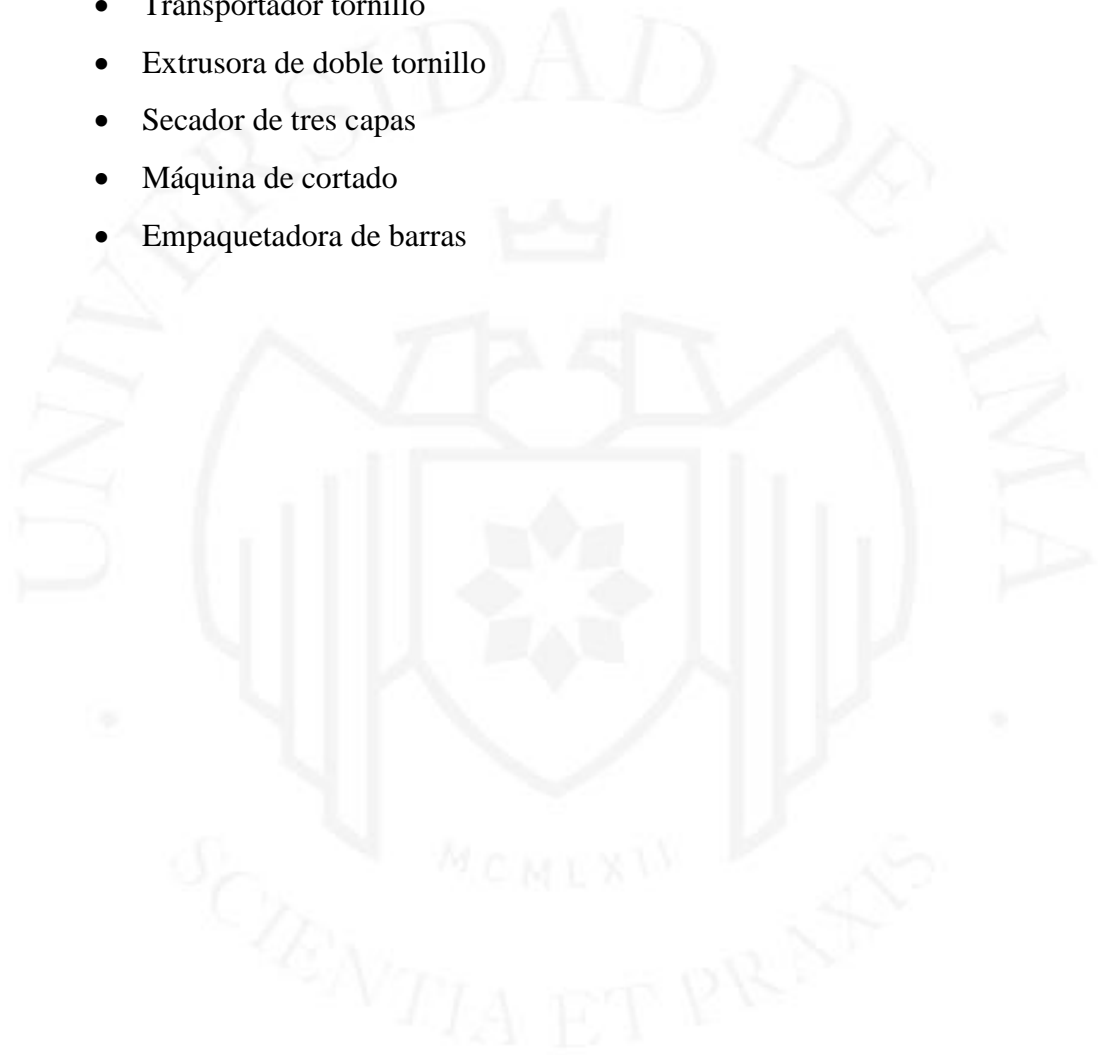 • Transportador tornillo
• Extrusora de doble tornillo
• Secador de tres capas
• Máquina de cortado
• Empaquetadora de barras
UNIVERSIDAD DE LIMA
MCMLXII
SCIENTIA ET PRAXIS